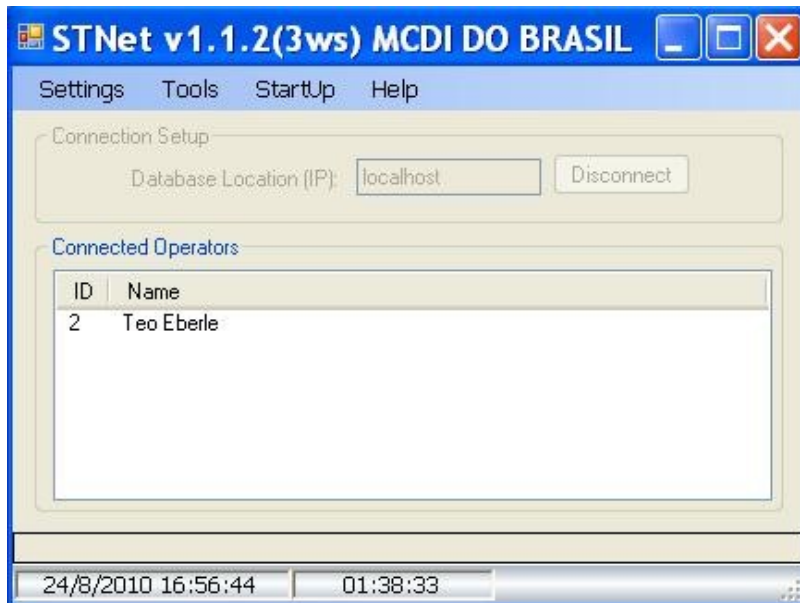 STNet v1.1.2(3ws) MCDI DO BRASIL
Settings Tools StartUp Help
Connection Setup
Database Location (IP): localhost Disconnect
Connected Operators
ID Name
2 Teo Eberle
24/8/2010 16:56:44 01:38:33